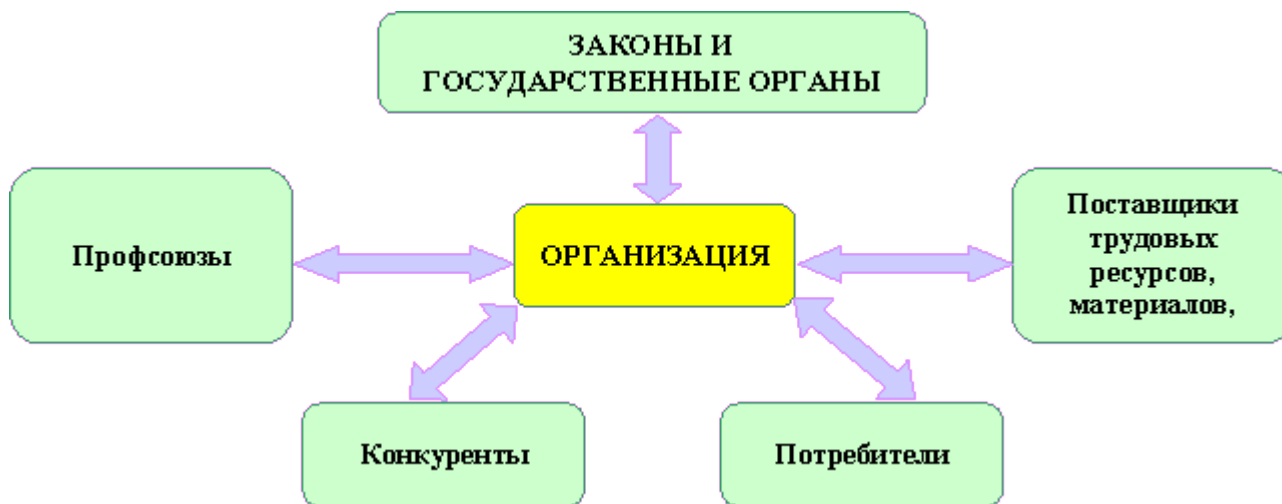 ЗАКОНЫ И
ГОСУДАРСТВЕННЫЕ ОРГАНЫ
Профсоюзы
ОРГАНИЗАЦИЯ
Поставщики
трудовых
ресурсов,
материалов,
Конкуренты
Потребители